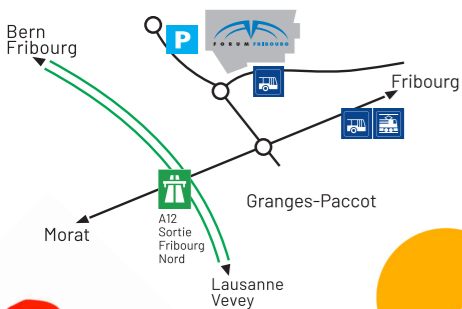 Bern
Fribourg
P
FORUM FRIBOURG
Fribourg
Granges-Paccot
A12
Sortie
Fribourg
Nord
Morat
Lausanne
Vevey